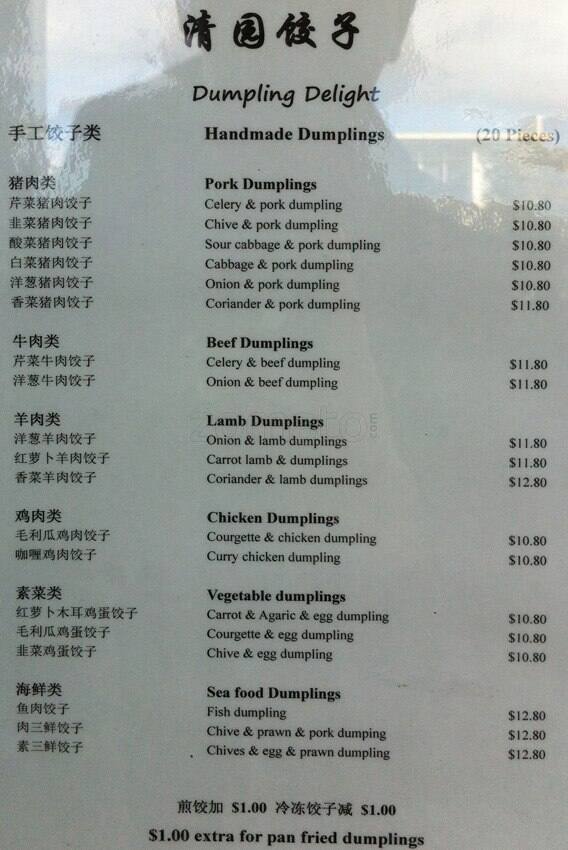 清园饺子
Dumpling Delight
手工饺子类 Handmade Dumplings (20 Pieces)
猪肉类 Pork Dumplings
芹菜猪肉饺子 Celery & pork dumpling $10.80
韭菜猪肉饺子 Chive & pork dumpling $10.80
酸菜猪肉饺子 Sour cabbage & pork dumpling $10.80
白菜猪肉饺子 Cabbage & pork dumpling $10.80
洋葱猪肉饺子 Onion & pork dumpling $10.80
香菜猪肉饺子 Coriander & pork dumpling $11.80
牛肉类 Beef Dumplings
芹菜牛肉饺子 Celery & beef dumpling $11.80
洋葱牛肉饺子 Onion & beef dumpling $11.80
羊肉类 Lamb Dumplings
洋葱羊肉饺子 Onion & lamb dumplings $11.80
红萝卜羊肉饺子 Carrot lamb & dumplings $11.80
香菜羊肉饺子 Coriander & lamb dumplings $12.80
鸡肉类 Chicken Dumplings
毛利瓜鸡肉饺子 Courgette & chicken dumpling $10.80
咖喱鸡肉饺子 Curry chicken dumpling $10.80
素菜类 Vegetable dumplings
红萝卜木耳鸡蛋饺子 Carrot & Agaric & egg dumpling $10.80
毛利瓜鸡蛋饺子 Courgette & egg dumpling $10.80
韭菜鸡蛋饺子 Chive & egg dumpling $10.80
海鲜类 Sea food Dumplings
鱼肉饺子 Fish dumpling $12.80
肉三鲜饺子 Chive & prawn & pork dumping $12.80
素三鲜饺子 Chives & egg & prawn dumpling $12.80
煎饺加 $1.00 冷冻饺子减 $1.00
$1.00 extra for pan fried dumplings